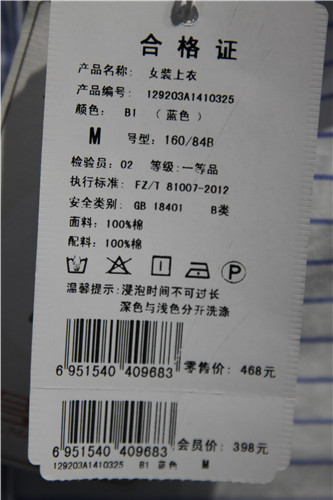 合格证
产品名称: 女装上衣
产品编号: 129203A1410325
颜色: B1 (蓝色)
M 号型: 160/84B
检验员: 02 等级: 一等品
执行标准: FZ/T 81007-2012
安全类别: GB 18401 B类
面料: 100%棉
配料: 100%棉
P
温馨提示:浸泡时间不可过长
深色与浅色分开洗涤
6 951540 409683
零售价: 468元
6 951540 409683
会员价: 398元
129203A1410325 B1 蓝色 M